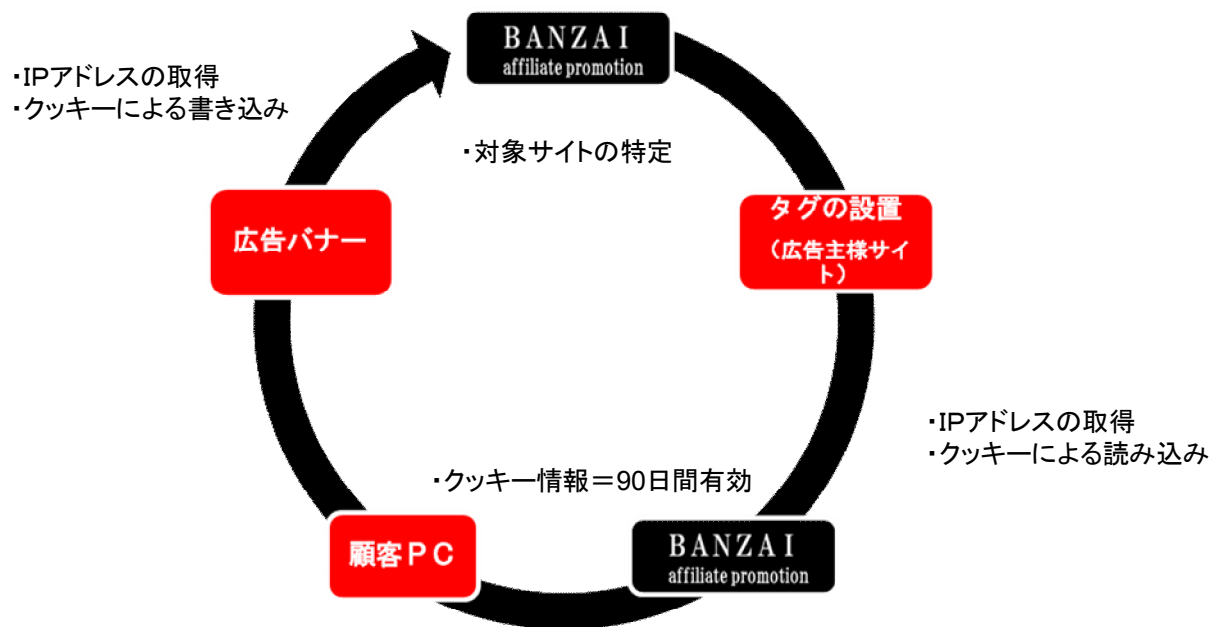 BANZAI
affiliate promotion
・IPアドレスの取得
・クッキーによる書き込み
・対象サイトの特定
広告バナー
タグの設置
（広告主様サイ
ト）
・IPアドレスの取得
・クッキーによる読み込み
・クッキー情報＝90日間有効
顧客ＰＣ
BANZAI
affiliate promotion